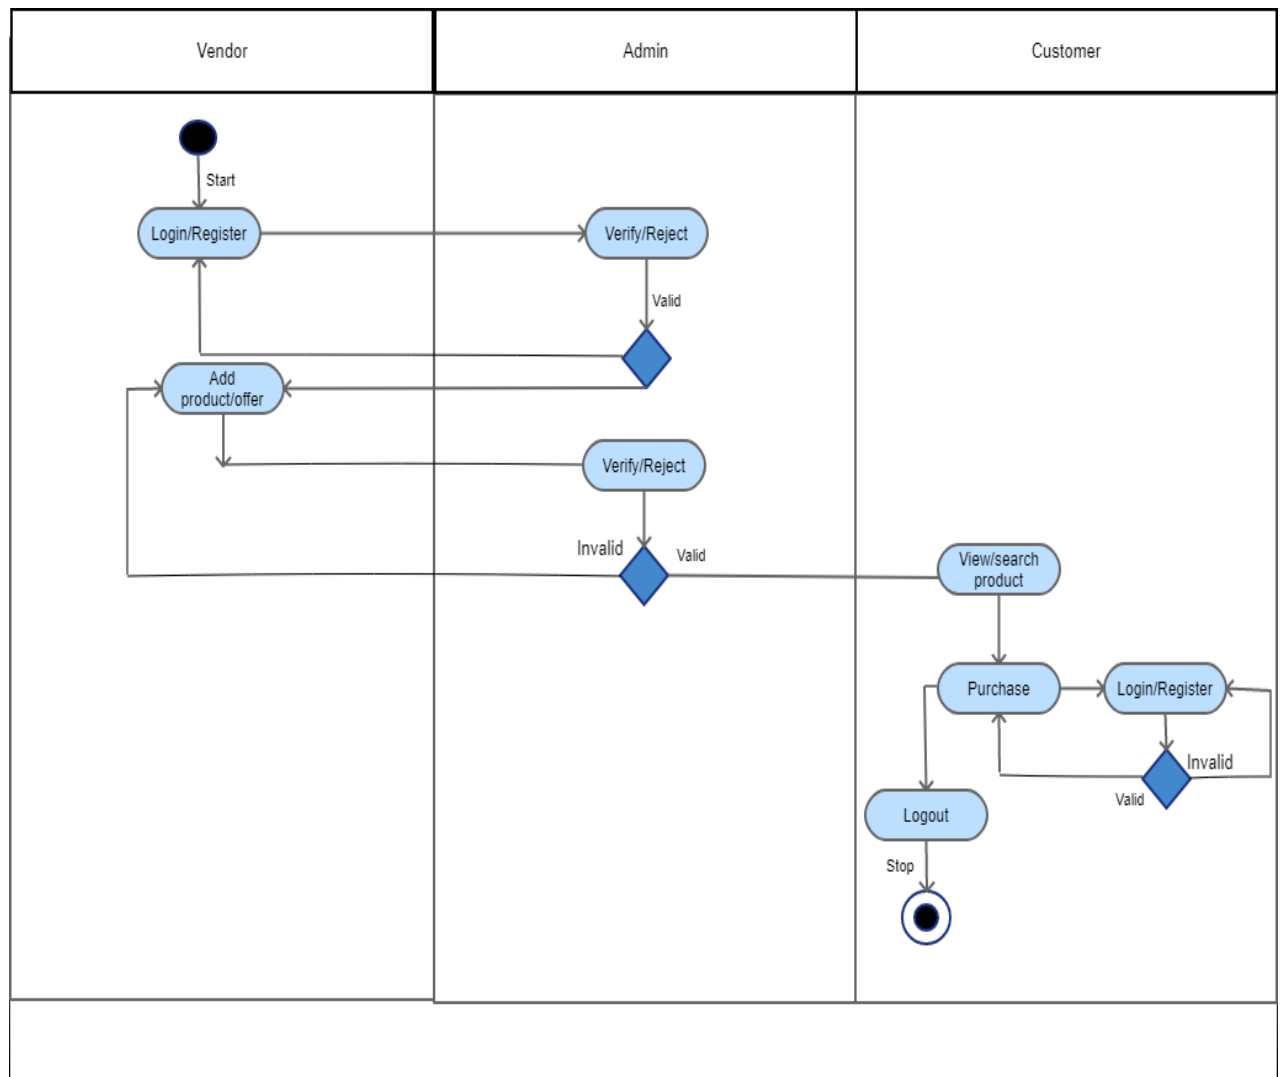 Vendor
Admin
Customer
Start
Login/Register
Verify/Reject
Valid
Add
product/offer
Verify/Reject
Invalid
Valid
View/search
product
Purchase
Login/Register
Invalid
Valid
Logout
Stop